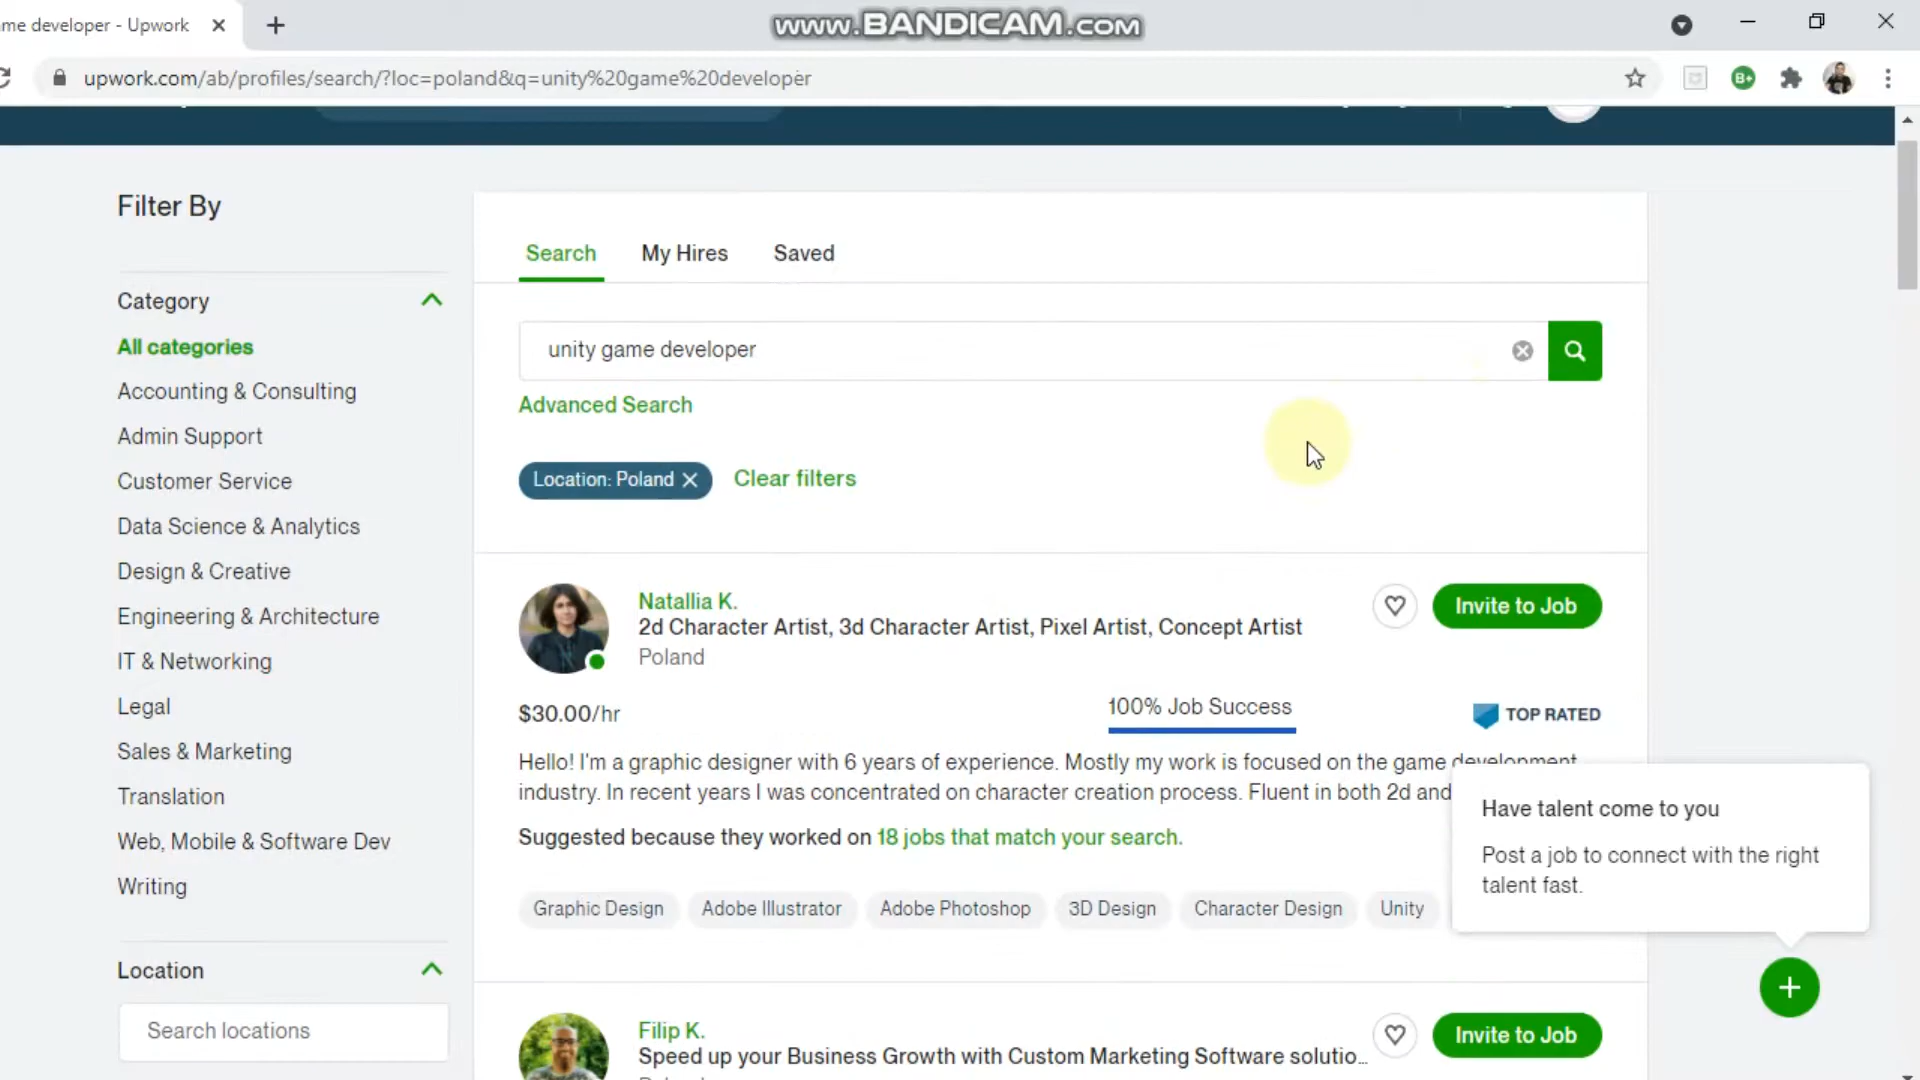 me developer - Upwork
www.BANDICAM.com
upwork.com/ab/profiles/search/?loc=poland&q=unity%20game%20developer
B+
Filter By
Search
My Hires
Saved
Category
All categories
Accounting & Consulting
Admin Support
Customer Service
Data Science & Analytics
Design & Creative
Engineering & Architecture
IT & Networking
Legal
Sales & Marketing
Translation
Web, Mobile & Software Dev
Writing
Location
Search locations
unity game developer
Advanced Search
Location: Poland
Clear filters
Natallia K.
2d Character Artist, 3d Character Artist, Pixel Artist, Concept Artist
Poland
Invite to Job
$30.00/hr
100% Job Success
TOP RATED
Hello! I'm a graphic designer with 6 years of experience. Mostly my work is focused on the game development
industry. In recent years I was concentrated on character creation process. Fluent in both 2d and
Suggested because they worked on 18 jobs that match your search.
Graphic Design
Adobe Illustrator
Adobe Photoshop
3D Design
Character Design
Unity
Have talent come to you
Post a job to connect with the right
talent fast.
Filip K.
Speed up your Business Growth with Custom Marketing Software solutio...
Invite to Job